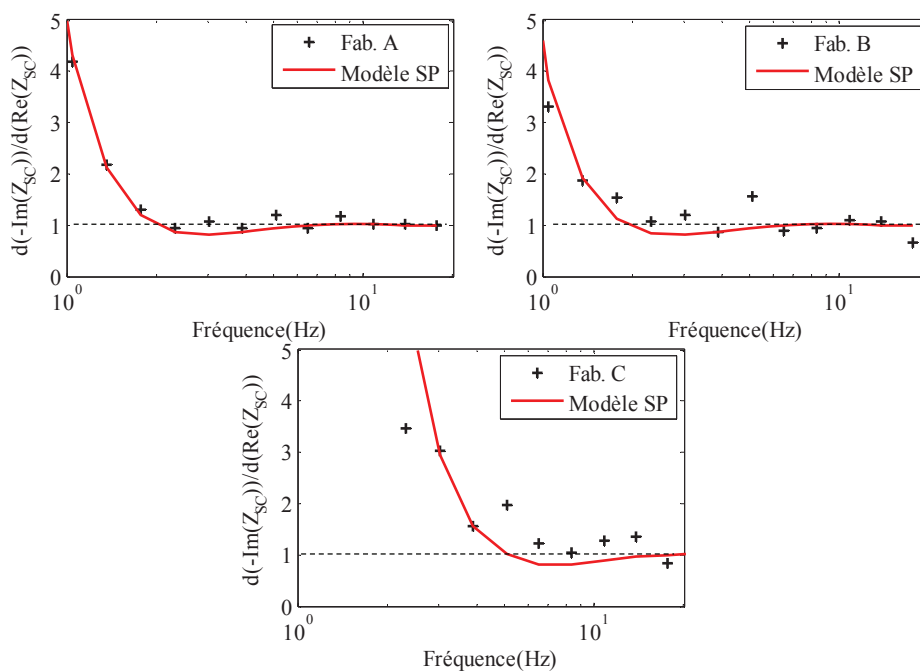 d(-Im(Z_SC))/d(Re(Z_SC))
5
4
3
2
1
0
Fab. A
Modèle SP
10^0
10^1
Fréquence(Hz)
d(-Im(Z_SC))/d(Re(Z_SC))
5
4
3
2
1
0
Fab. B
Modèle SP
10^0
10^1
Fréquence(Hz)
d(-Im(Z_SC))/d(Re(Z_SC))
5
4
3
2
1
0
Fab. C
Modèle SP
10^0
10^1
Fréquence(Hz)